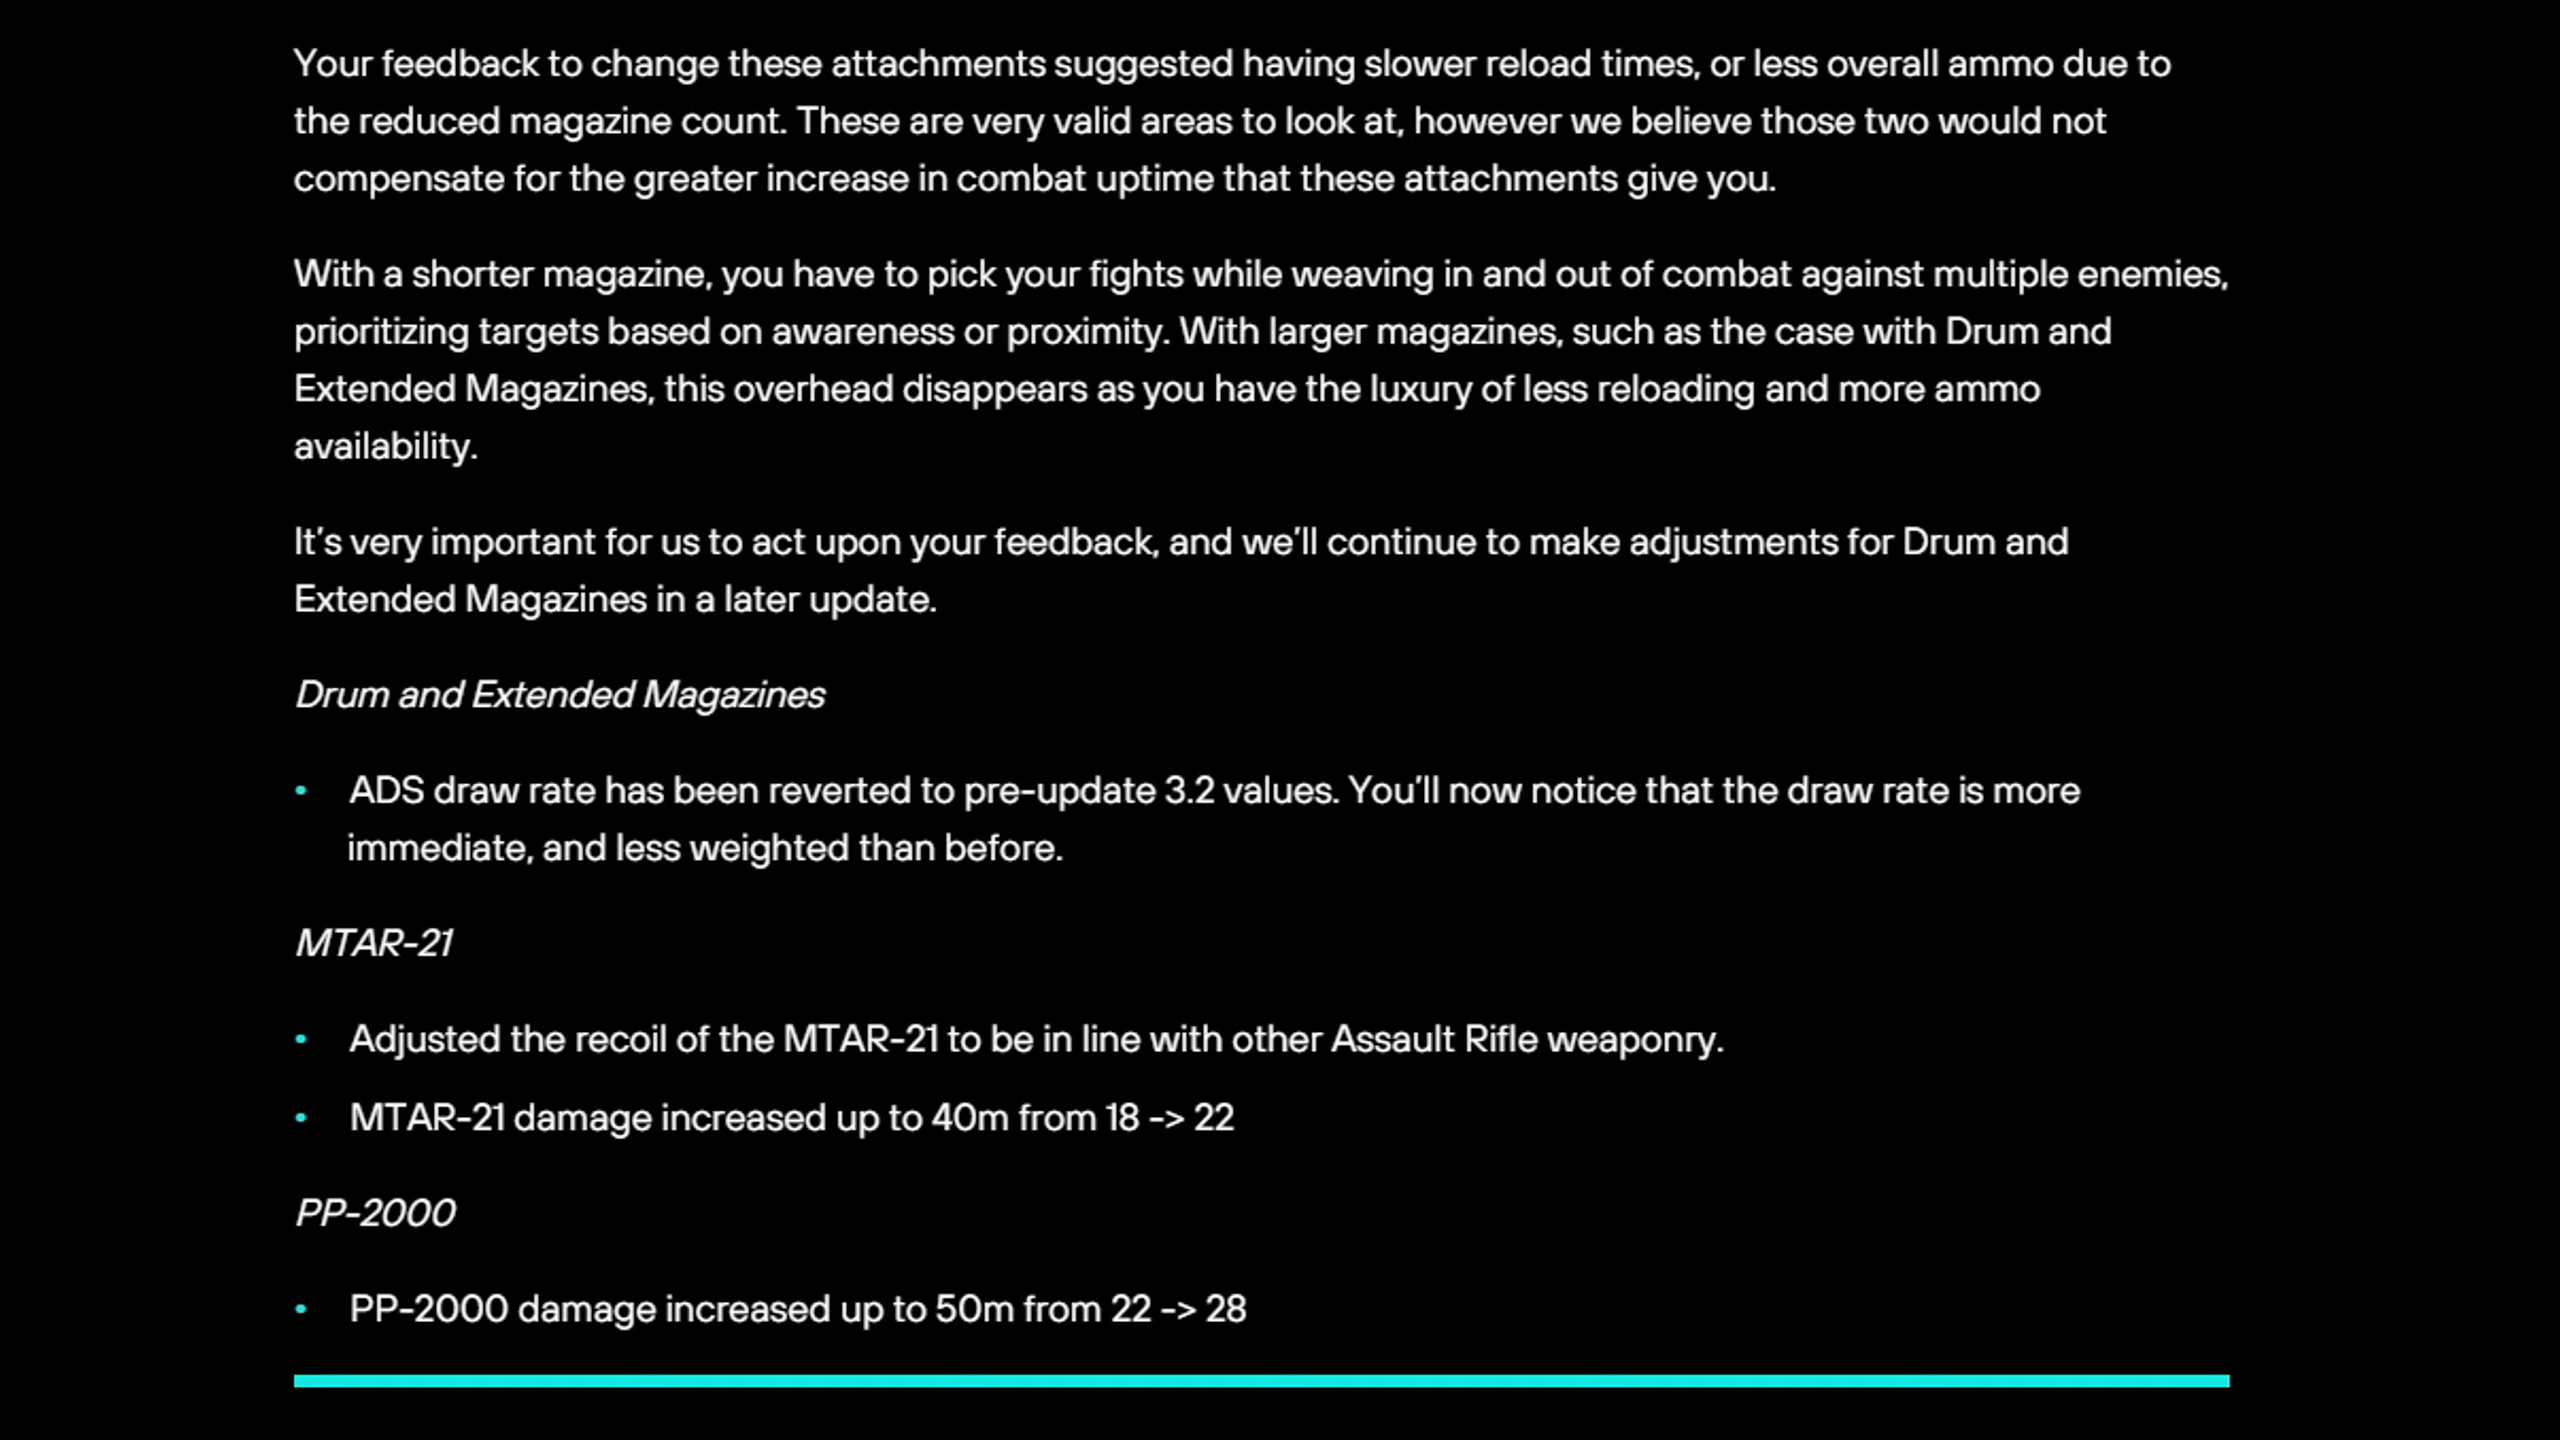 Your feedback to change these attachments suggested having slower reload times, or less overall ammo due to
the reduced magazine count. These are very valid areas to look at, however we believe those two would not
compensate for the greater increase in combat uptime that these attachments give you.
With a shorter magazine, you have to pick your fights while weaving in and out of combat against multiple enemies,
prioritizing targets based on awareness or proximity. With larger magazines, such as the case with Drum and
Extended Magazines, this overhead disappears as you have the luxury of less reloading and more ammo
availability.
It’s very important for us to act upon your feedback, and we’ll continue to make adjustments for Drum and
Extended Magazines in a later update.
Drum and Extended Magazines
• ADS draw rate has been reverted to pre-update 3.2 values. You’ll now notice that the draw rate is more
immediate, and less weighted than before.
MTAR-21
• Adjusted the recoil of the MTAR-21 to be in line with other Assault Rifle weaponry.
• MTAR-21 damage increased up to 40m from 18 -> 22
PP-2000
• PP-2000 damage increased up to 50m from 22 -> 28